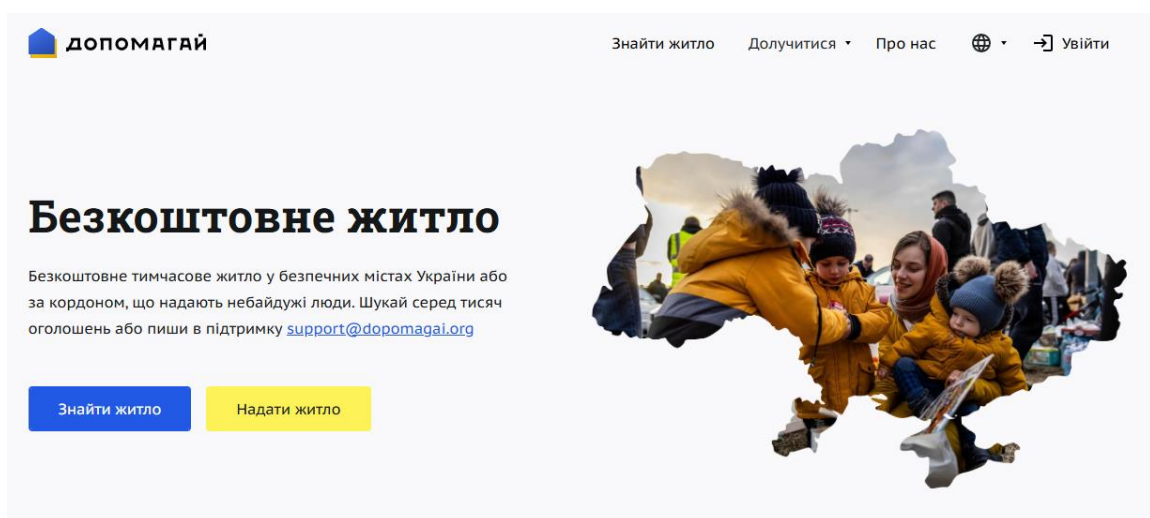 ДОПОМАГАЙ
Знайти житло
Долучитися
Про нас
Увійти
Безкоштовне житло
Безкоштовне тимчасове житло у безпечних містах України або
за кордоном, що надають небайдужі люди. Шукай серед тисяч
оголошень або пиши в підтримку support@dopomagai.org
Знайти житло
Надати житло